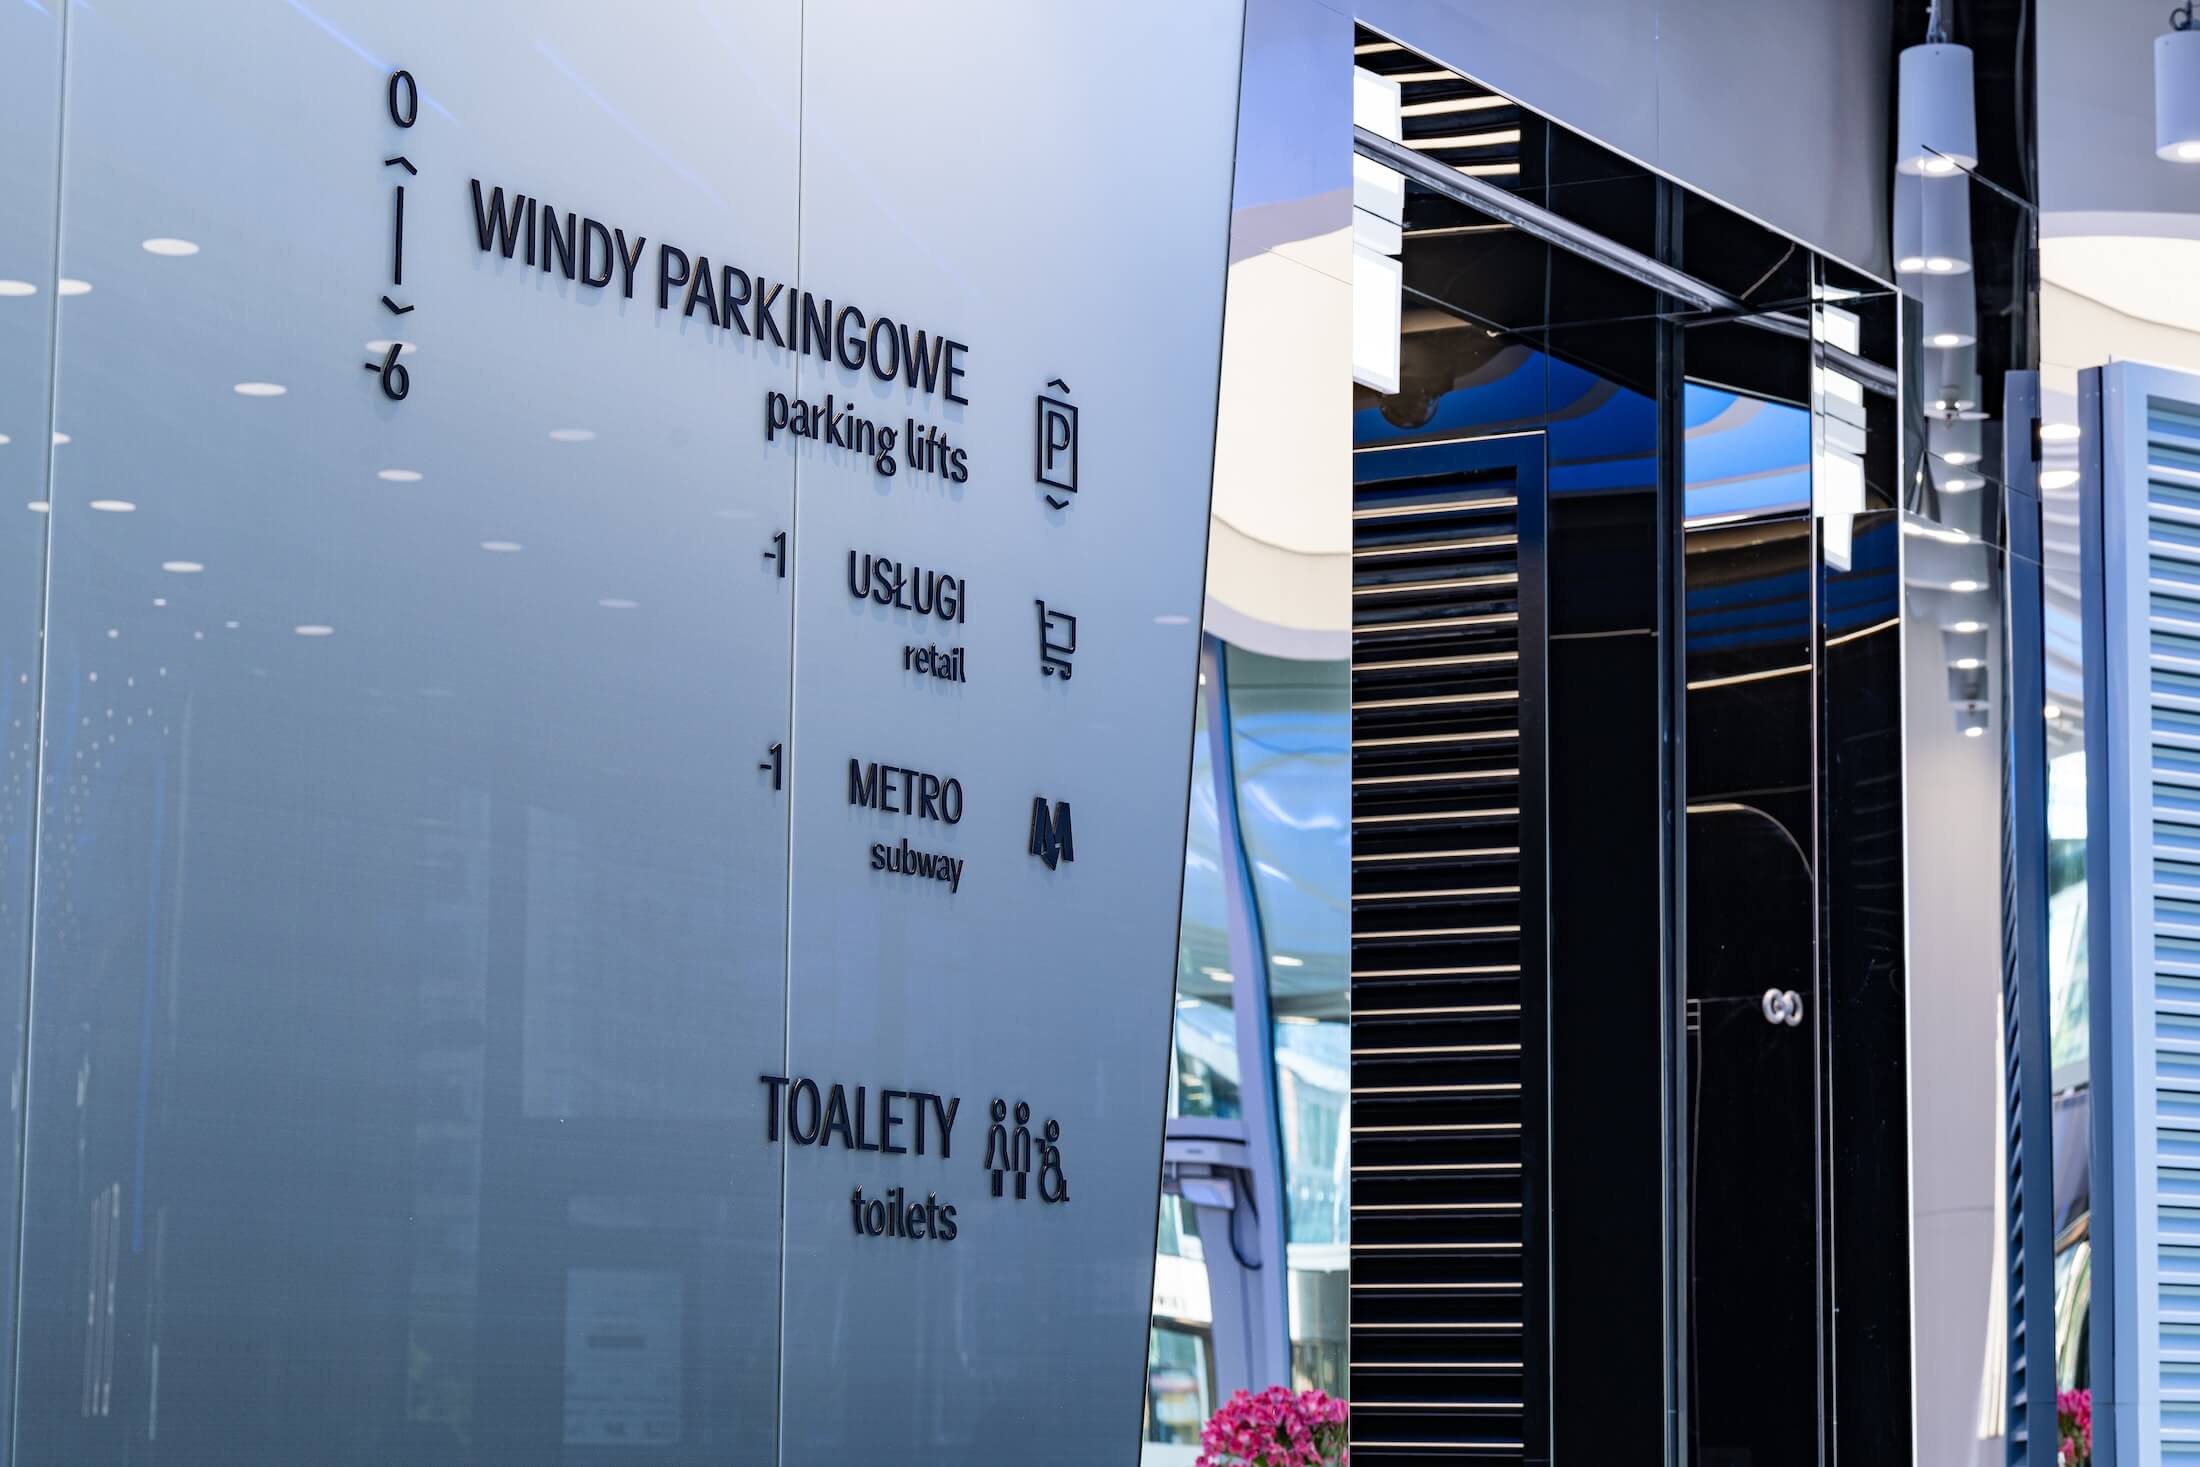 0
-6
WINDY PARKINGOWE
parking lifts
P
-1 USŁUGI
retail
-1 METRO
subway
M
TOALETY
toilets